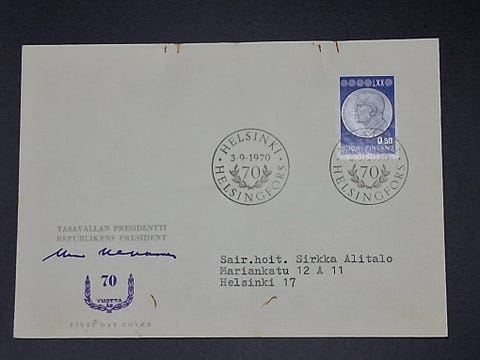 LXX
0,50
SUOMI-FINLAND
HELSINKI
3-9-1970
70
HELSINGFORS
HELSINKI
70
HELSINGFORS
TASAVALLAN PRESIDENTTI
REPUBLIKENS PRESIDENT
70
VUOTTA
ÅR
FIRST DAY COVER
Sair.hoit. Sirkka Alitalo
Mariankatu 12 A 11
Helsinki 17